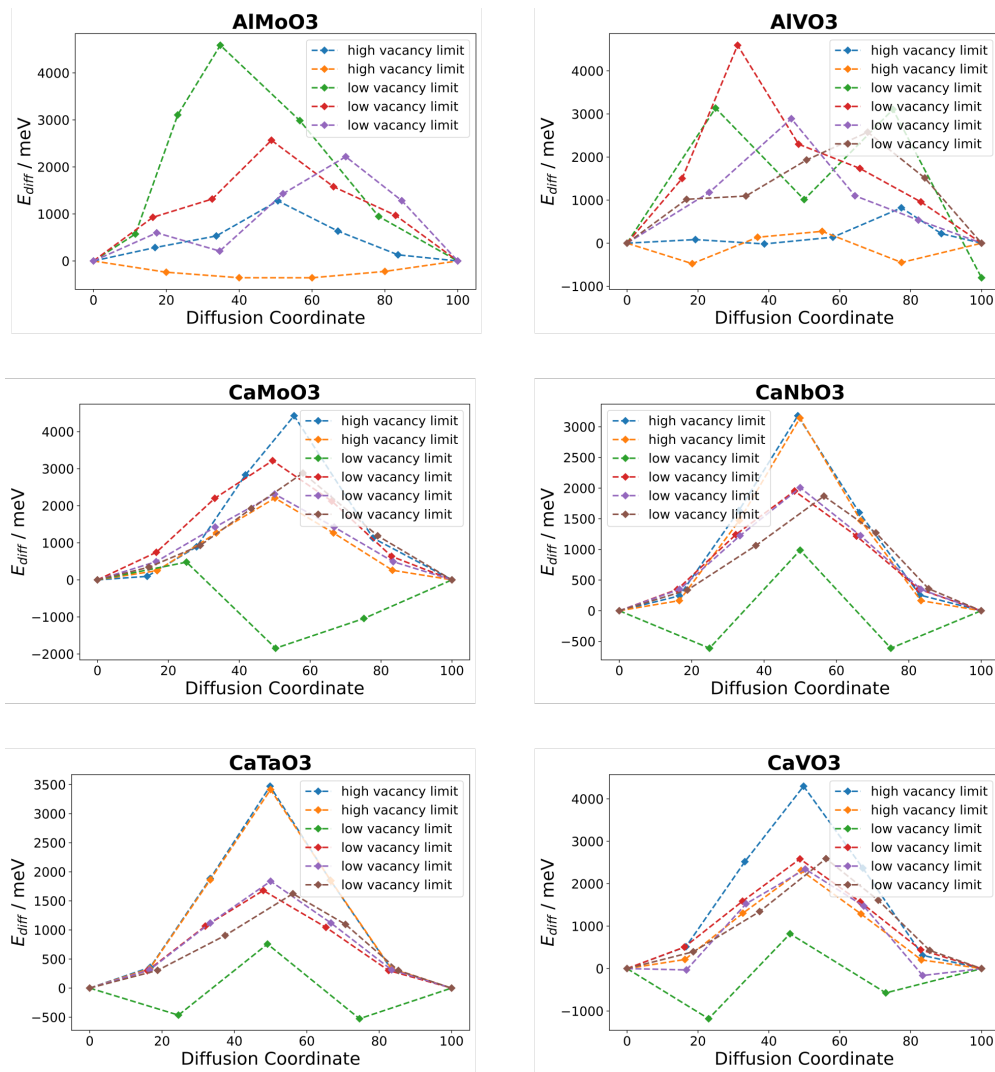 AlMoO3
4000
3000
2000
1000
0
E_diff / meV
high vacancy limit
high vacancy limit
low vacancy limit
low vacancy limit
low vacancy limit
0 20 40 60 80 100
Diffusion Coordinate
AlVO3
4000
3000
2000
1000
0
−1000
E_diff / meV
high vacancy limit
high vacancy limit
low vacancy limit
low vacancy limit
low vacancy limit
low vacancy limit
0 20 40 60 80 100
Diffusion Coordinate
CaMoO3
4000
3000
2000
1000
0
−1000
−2000
E_diff / meV
high vacancy limit
high vacancy limit
low vacancy limit
low vacancy limit
low vacancy limit
low vacancy limit
0 20 40 60 80 100
Diffusion Coordinate
CaNbO3
3000
2500
2000
1500
1000
500
0
−500
E_diff / meV
high vacancy limit
high vacancy limit
low vacancy limit
low vacancy limit
low vacancy limit
low vacancy limit
0 20 40 60 80 100
Diffusion Coordinate
CaTaO3
3500
3000
2500
2000
1500
1000
500
0
−500
E_diff / meV
high vacancy limit
high vacancy limit
low vacancy limit
low vacancy limit
low vacancy limit
low vacancy limit
0 20 40 60 80 100
Diffusion Coordinate
CaVO3
4000
3000
2000
1000
0
−1000
E_diff / meV
high vacancy limit
high vacancy limit
low vacancy limit
low vacancy limit
low vacancy limit
low vacancy limit
0 20 40 60 80 100
Diffusion Coordinate